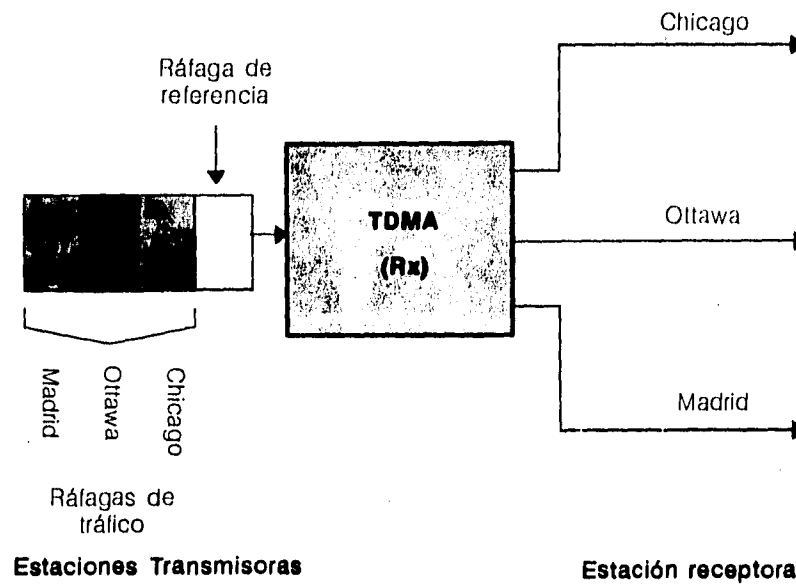 Chicago
Ráfaga de
referencia
TDMA
(Rx)
Ottawa
Madrid
Madrid
Ottawa
Chicago
Ráfagas de
tráfico
Estaciones Transmisoras
Estación receptora